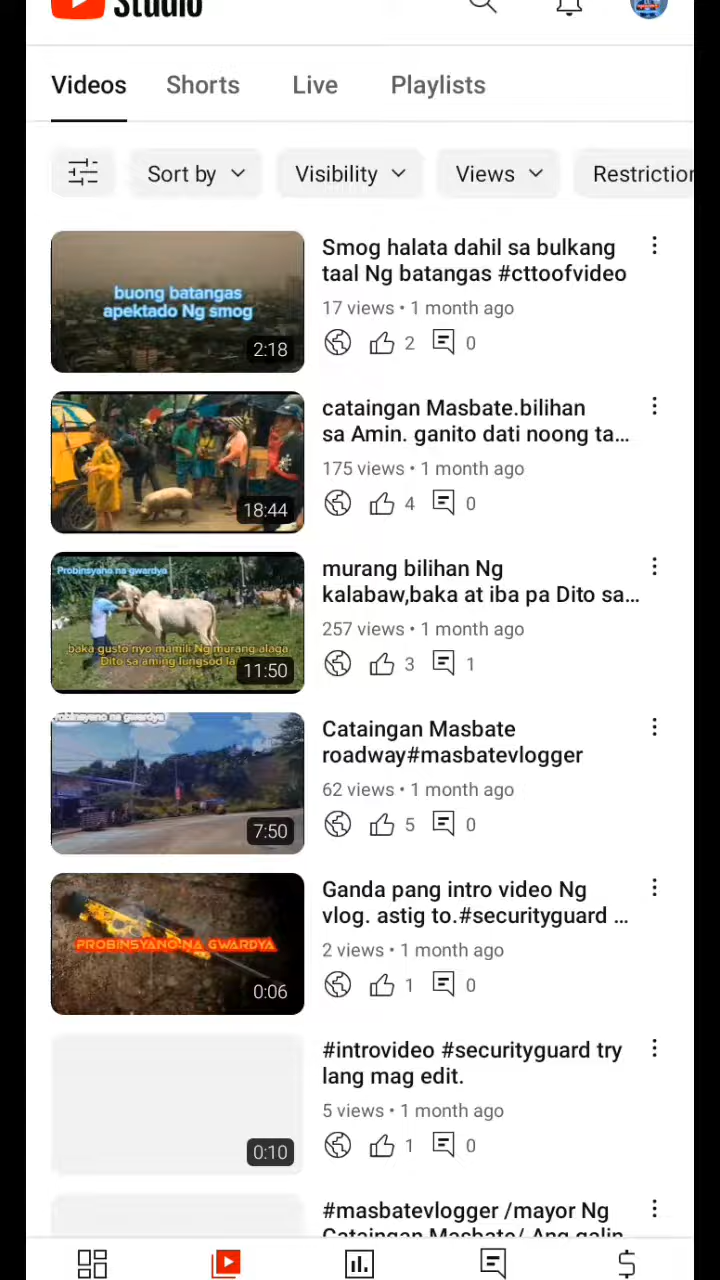 Studio
Videos Shorts Live Playlists
Sort by Visibility Views Restriction
buong batangas
apektado Ng smog
2:18
Smog halata dahil sa bulkang
taal Ng batangas #cttoofvideo
17 views • 1 month ago
2 0
18:44
cataingan Masbate.bilihan
sa Amin. ganito dati noong ta...
175 views • 1 month ago
4 0
Probinsyano na gwardya
baka gusto nyo mamili Ng murang alaga
Dito sa aming lungsod la
11:50
murang bilihan Ng
kalabaw,baka at iba pa Dito sa...
257 views • 1 month ago
3 1
Probinsyano na gwardya
7:50
Cataingan Masbate
roadway#masbatevlogger
62 views • 1 month ago
5 0
PROBINSYANO NA GWARDYA
0:06
Ganda pang intro video Ng
vlog. astig to.#securityguard ...
2 views • 1 month ago
1 0
0:10
#introvideo #securityguard try
lang mag edit.
5 views • 1 month ago
1 0
#masbatevlogger /mayor Ng
Cataingan Masbate/ Ang galin